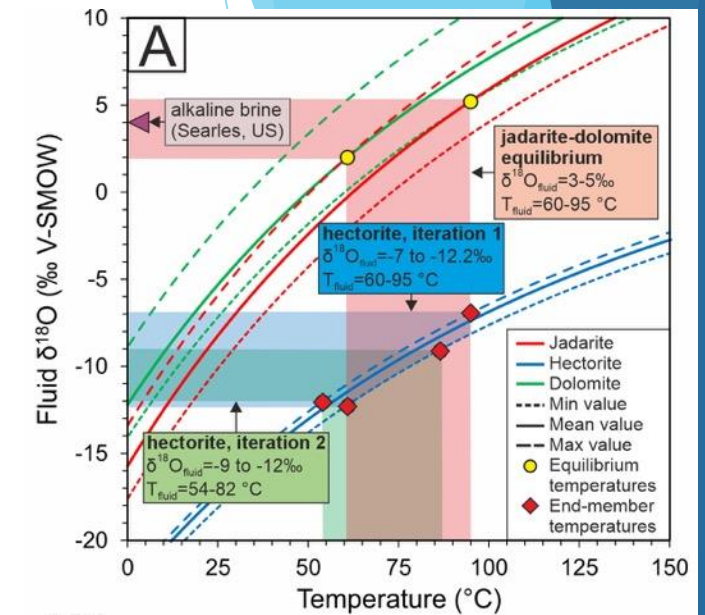 A
10
5
0
-5
-10
-15
-20
Fluid δ¹⁸O (‰ V-SMOW)
alkaline brine
(Searles, US)
jadarite-dolomite
equilibrium
δ¹⁸Ofluid=3-5‰
Tfluid=60-95 °C
hectorite, iteration 1
δ¹⁸Ofluid=-7 to -12.2‰
Tfluid=60-95 °C
hectorite, iteration 2
δ¹⁸Ofluid=-9 to -12‰
Tfluid=54-82 °C
Jadarite
Hectorite
Dolomite
Min value
Mean value
Max value
Equilibrium
temperatures
End-member
temperatures
0 25 50 75 100 125 150
Temperature (°C)